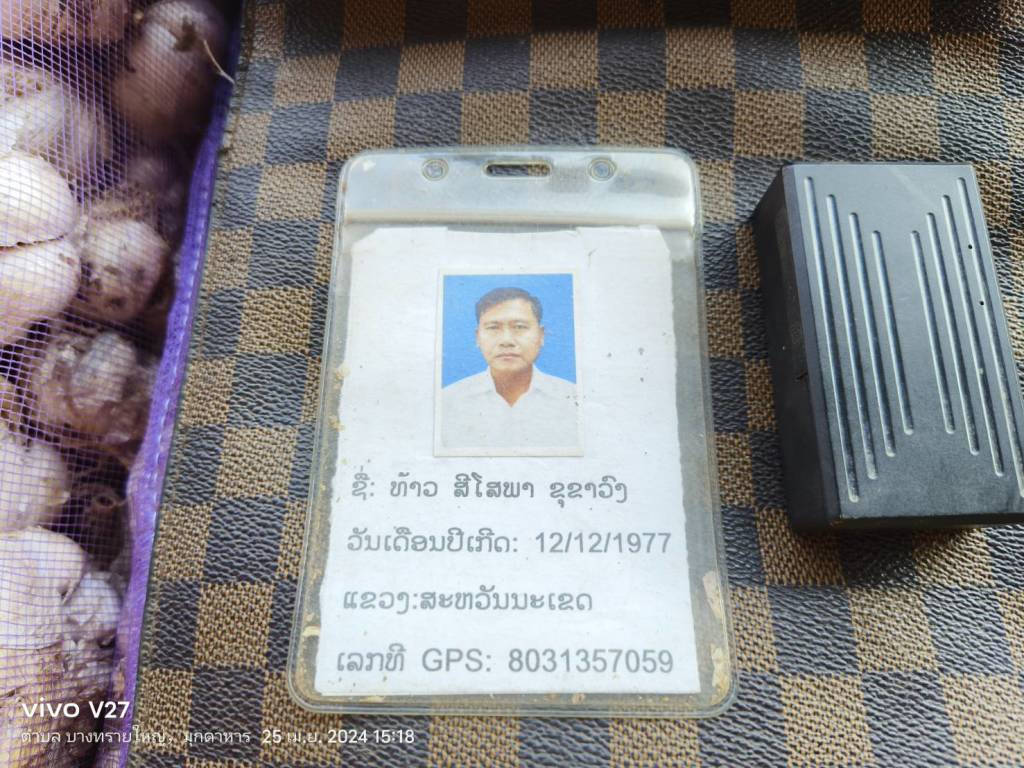 ຊື່: ທ້າວ ສີໂສພາ ຂຸຂາວົງ
ວັນເດືອນປີເກີດ: 12/12/1977
ແຂວງ:ສະຫວັນນະເຂດ
ເລກທີ GPS: 8031357059
vivo V27
ตำบล บางทรายใหญ่, มุกดาหาร 25 เม.ย. 2024 15:18